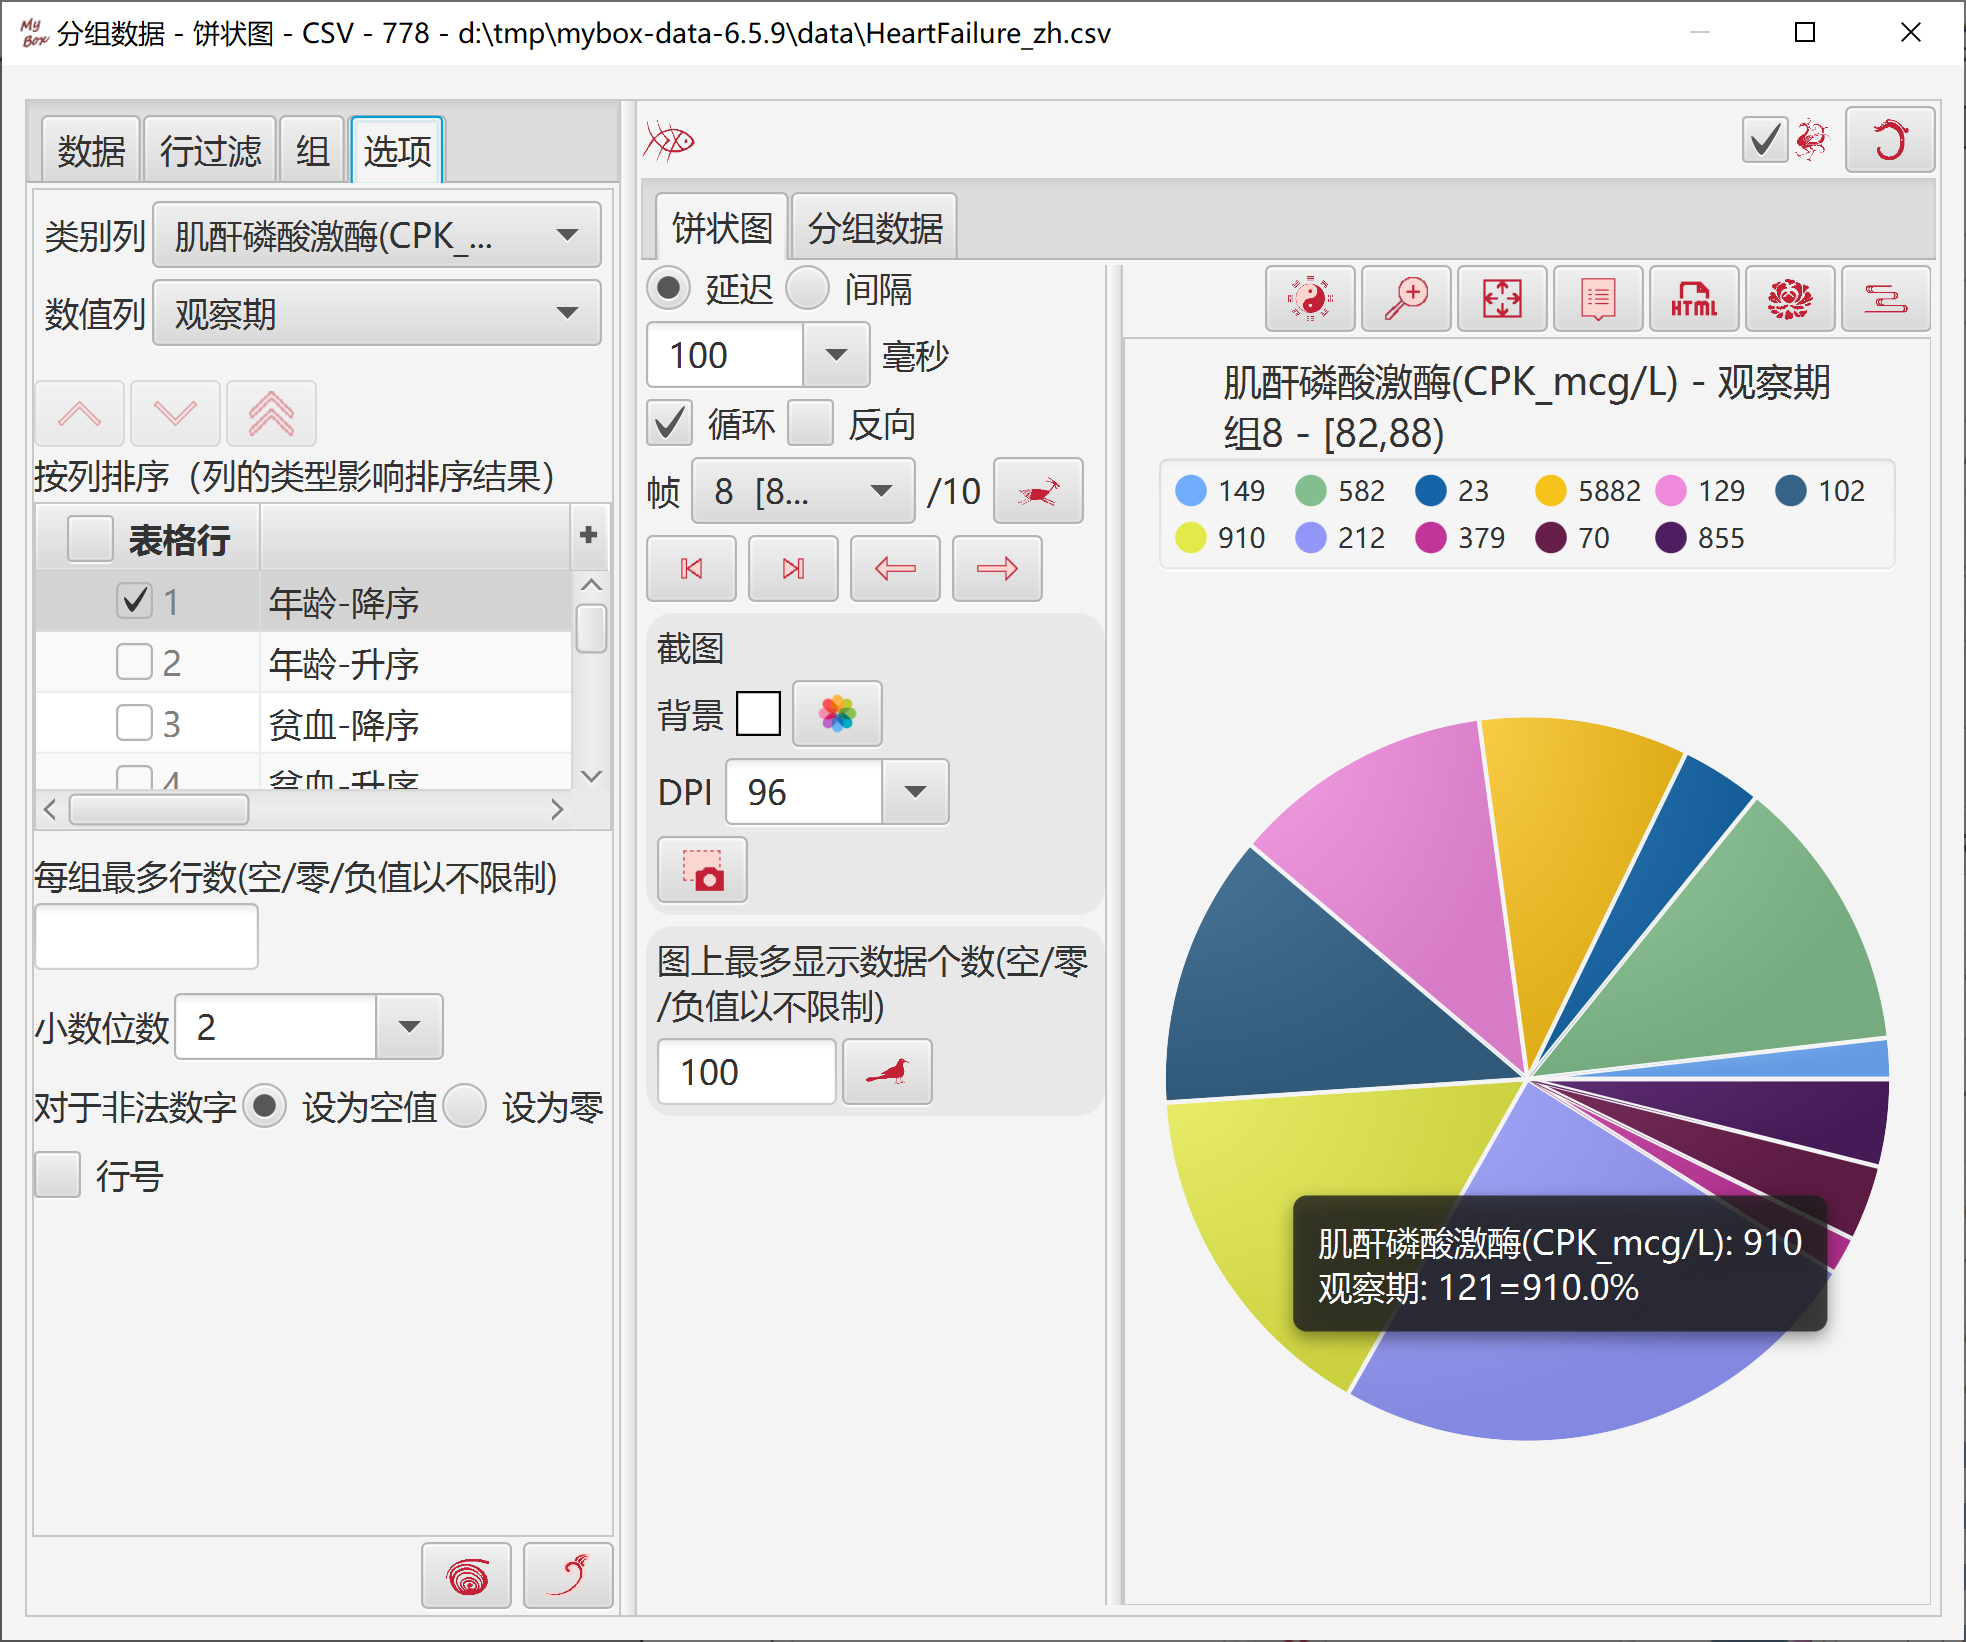 My Box 分组数据 - 饼状图 - CSV - 778 - d:\tmp\mybox-data-6.5.9\data\HeartFailure_zh.csv
数据 行过滤 组 选项
类别列 肌酐磷酸激酶(CPK_...
数值列 观察期
按列排序（列的类型影响排序结果）
表格行 +
1 年龄-降序
2 年龄-升序
3 贫血-降序
4 贫血-升序
每组最多行数(空/零/负值以不限制)
小数位数 2
对于非法数字 设为空值 设为零
行号
饼状图 分组数据
延迟 间隔
100 毫秒
循环 反向
帧 8 [8... /10
截图
背景
DPI 96
图上最多显示数据个数(空/零
/负值以不限制)
100
HTML
肌酐磷酸激酶(CPK_mcg/L) - 观察期
组8 - [82,88)
149 582 23 5882 129 102
910 212 379 70 855
肌酐磷酸激酶(CPK_mcg/L): 910
观察期: 121=910.0%